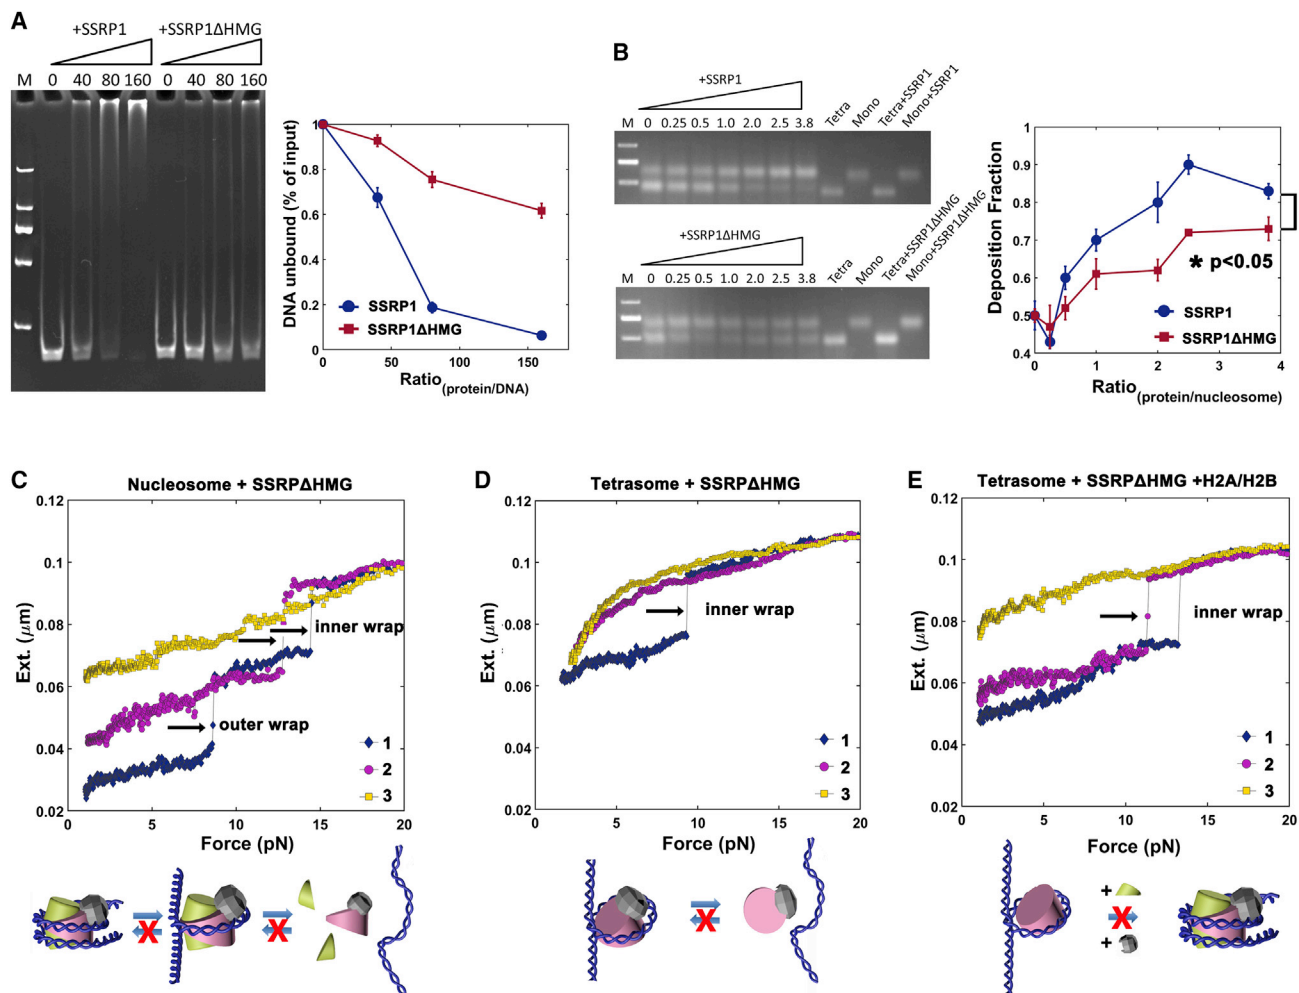 A
+SSRP1 +SSRP1ΔHMG
M 0 40 80 160 0 40 80 160
1
0.8
0.6
0.4
0.2
0
DNA unbound (% of input)
SSRP1
SSRP1ΔHMG
0 50 100 150
Ratio(protein/DNA)
B
+SSRP1
M 0 0.25 0.5 1.0 2.0 2.5 3.8 Tetra Mono Tetra+SSRP1 Mono+SSRP1
+SSRP1ΔHMG
M 0 0.25 0.5 1.0 2.0 2.5 3.8 Tetra Mono Tetra+SSRP1ΔHMG Mono+SSRP1ΔHMG
1
0.9
0.8
0.7
0.6
0.5
0.4
Deposition Fraction
* p<0.05
SSRP1
SSRP1ΔHMG
0 1 2 3 4
Ratio(protein/nucleosome)
C
Nucleosome + SSRPΔHMG
0.12
0.1
0.08
0.06
0.04
0.02
Ext. (μm)
inner wrap
outer wrap
1
2
3
0 5 10 15 20
Force (pN)
X X
D
Tetrasome + SSRPΔHMG
0.12
0.1
0.08
0.06
0.04
0.02
Ext. (μm)
inner wrap
1
2
3
0 5 10 15 20
Force (pN)
X
E
Tetrasome + SSRPΔHMG +H2A/H2B
0.12
0.1
0.08
0.06
0.04
0.02
Ext. (μm)
inner wrap
1
2
3
0 5 10 15 20
Force (pN)
+
X
+